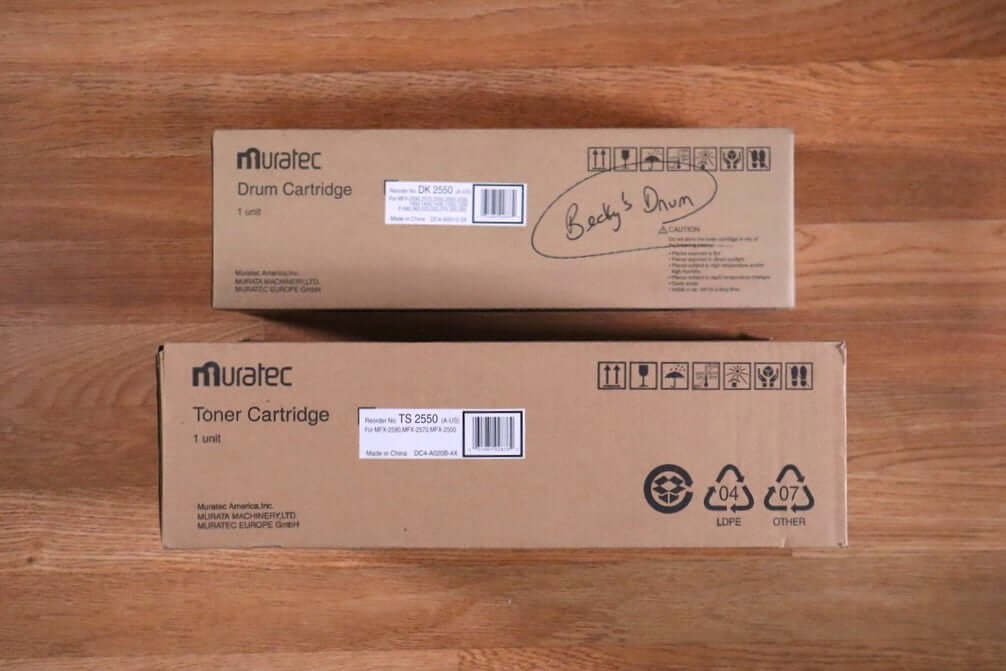 muratec
Drum Cartridge
1 unit
Reorder No. DK 2550 (A-US)
Made in China
Becky's Drum
CAUTION
Muratec America,Inc.
MURATA MACHINERY,LTD.
MURATEC EUROPE GmbH
muratec
Toner Cartridge
1 unit
Reorder No. TS 2550 (A-US)
For MFX-2590,MFX-2570,MFX-2550
Made in China DC4-A020B-4X
04
LDPE
07
OTHER
Muratec America,Inc.
MURATA MACHINERY,LTD.
MURATEC EUROPE GmbH